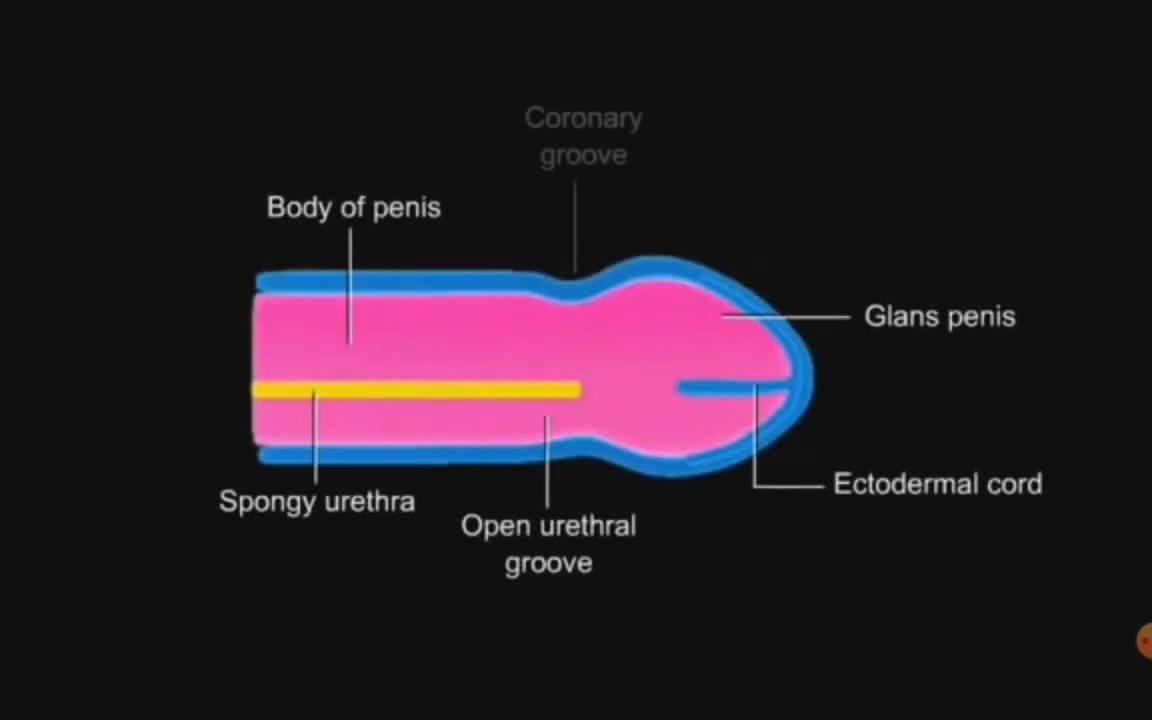 Coronary
groove
Body of penis
Glans penis
Ectodermal cord
Spongy urethra
Open urethral
groove